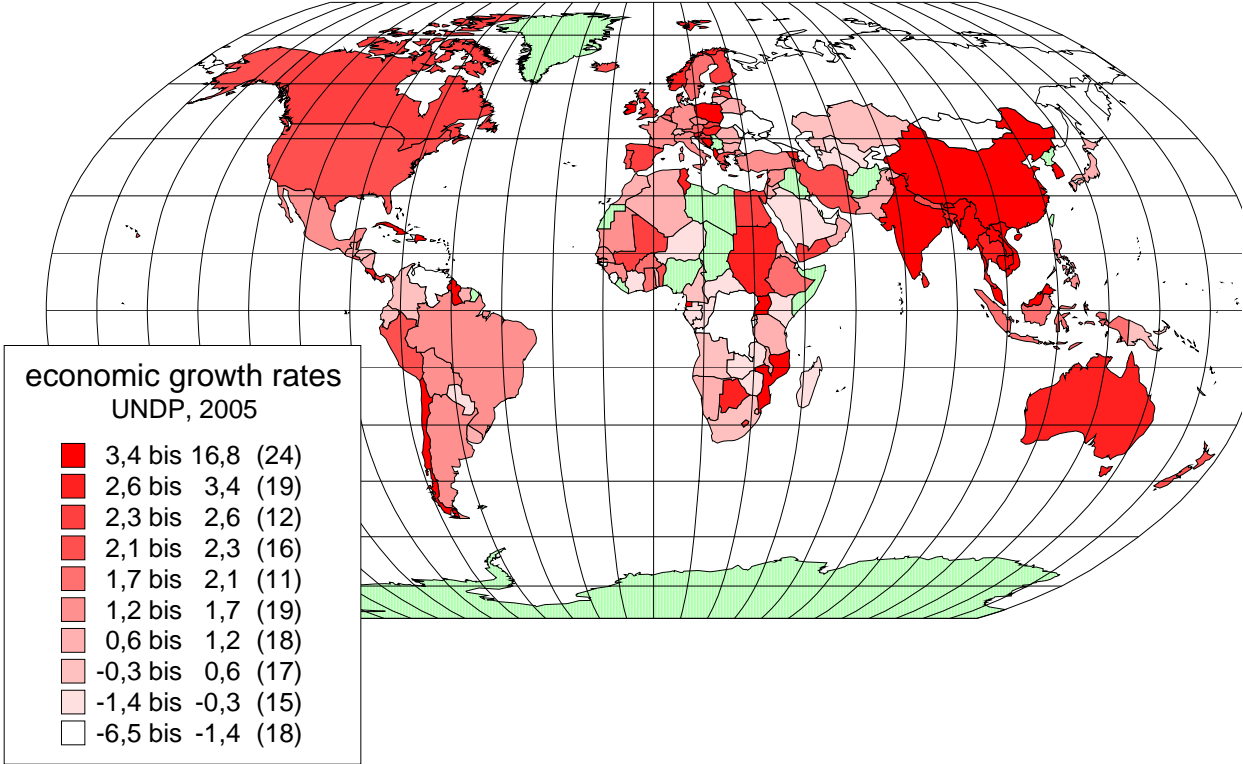 economic growth rates
UNDP, 2005
3,4 bis 16,8 (24)
2,6 bis 3,4 (19)
2,3 bis 2,6 (12)
2,1 bis 2,3 (16)
1,7 bis 2,1 (11)
1,2 bis 1,7 (19)
0,6 bis 1,2 (18)
-0,3 bis 0,6 (17)
-1,4 bis -0,3 (15)
-6,5 bis -1,4 (18)